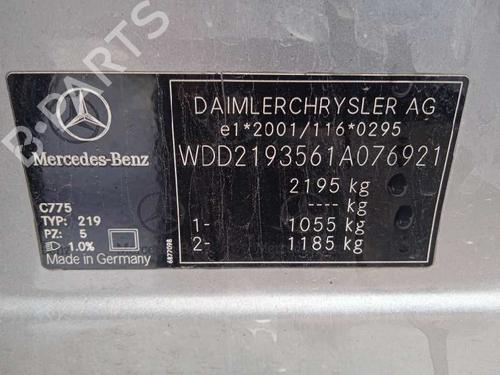 B-PARTS
Mercedes-Benz
DAIMLERCHRYSLER AG
e1*2001/116*0295
WDD2193561A076921
2195 kg
---- kg
1- 1055 kg
2- 1185 kg
C775
TYP: 219
PZ: 5
1.0%
Made in Germany
6877098